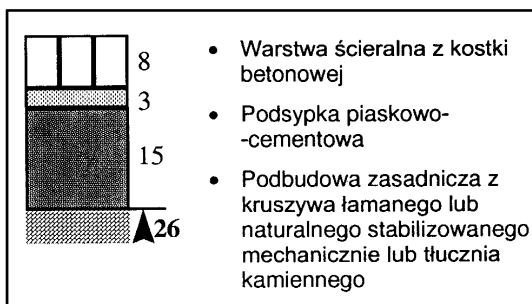 8
3
15
26
• Warstwa ścieralna z kostki
betonowej
• Podsypka piaskowo-
-cementowa
• Podbudowa zasadnicza z
kruszywa łamanego lub
naturalnego stabilizowanego
mechanicznie lub tłucznia
kamiennego